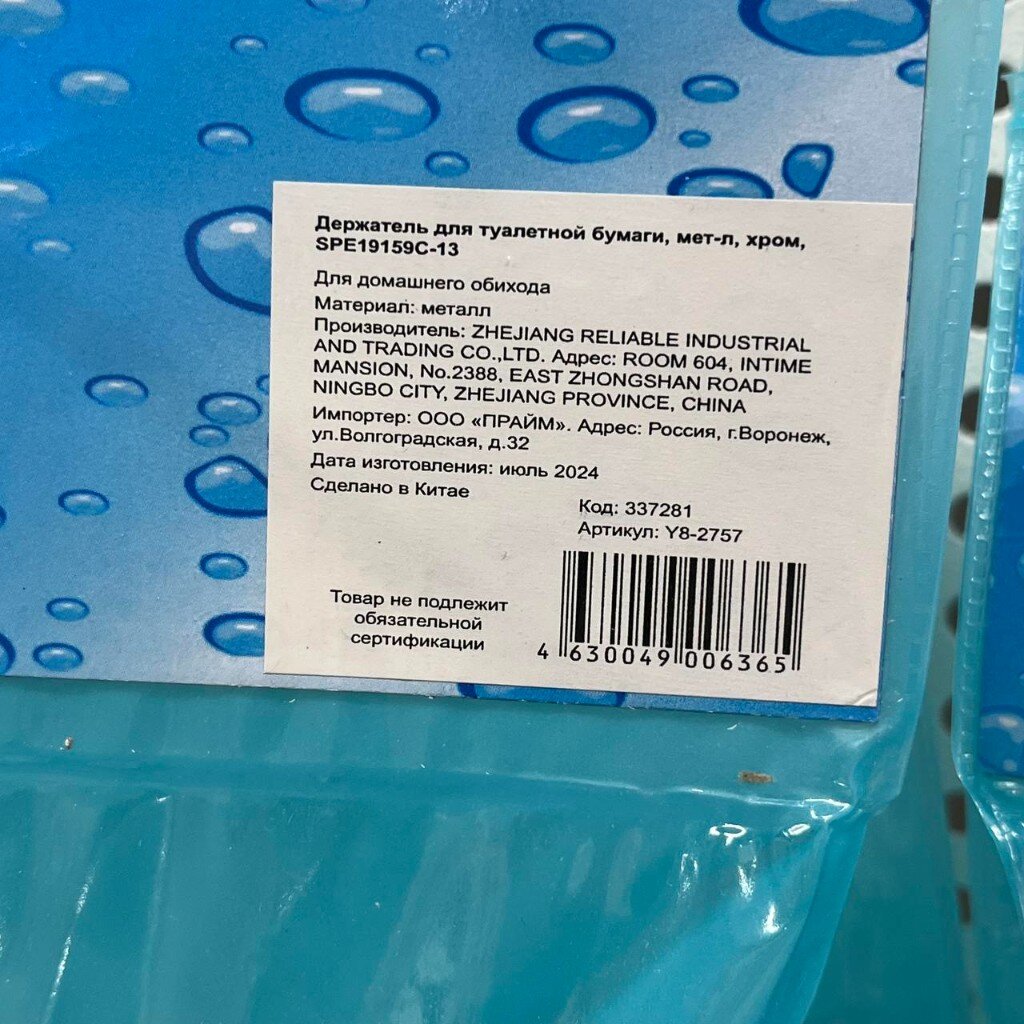 Держатель для туалетной бумаги, мет-л, хром,
SPE19159C-13
Для домашнего обихода
Материал: металл
Производитель: ZHEJIANG RELIABLE INDUSTRIAL
AND TRADING CO.,LTD. Адрес: ROOM 604, INTIME
MANSION, No.2388, EAST ZHONGSHAN ROAD,
NINGBO CITY, ZHEJIANG PROVINCE, CHINA
Импортер: ООО «ПРАЙМ». Адрес: Россия, г.Воронеж,
ул.Волгоградская, д.32
Дата изготовления: июль 2024
Сделано в Китае
Код: 337281
Артикул: Y8-2757
Товар не подлежит
обязательной
сертификации
4 630049 006365